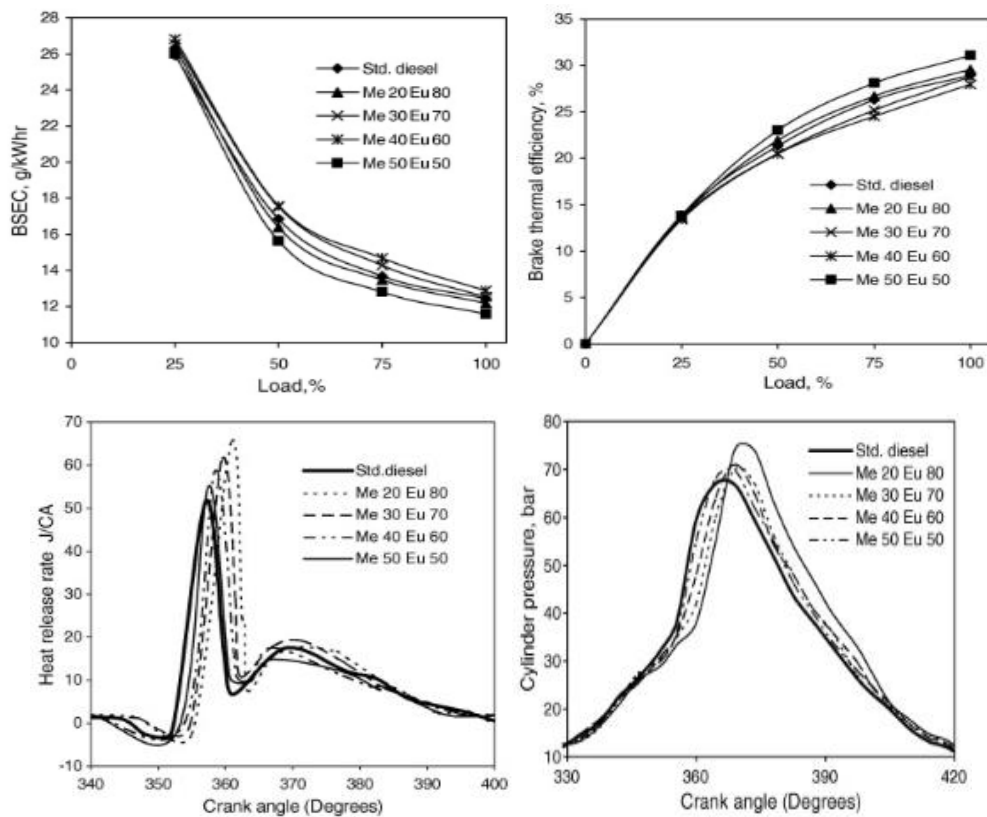 28
26
24
22
20
18
16
14
12
10
BSEC, g/kWhr
Std. diesel
Me 20 Eu 80
Me 30 Eu 70
Me 40 Eu 60
Me 50 Eu 50
0 25 50 75 100
Load,%
35
30
25
20
15
10
5
0
Brake thermal efficiency, %
Std. diesel
Me 20 Eu 80
Me 30 Eu 70
Me 40 Eu 60
Me 50 Eu 50
0 25 50 75 100
Load, %
70
60
50
40
30
20
10
0
-10
Heat release rate J/CA
Std.diesel
Me 20 Eu 80
Me 30 Eu 70
Me 40 Eu 60
Me 50 Eu 50
340 350 360 370 380 390 400
Crank angle (Degrees)
80
70
60
50
40
30
20
10
Cylinder pressure, bar
Std. diesel
Me 20 Eu 80
Me 30 Eu 70
Me 40 Eu 60
Me 50 Eu 50
330 360 390 420
Crank angle (Degrees)